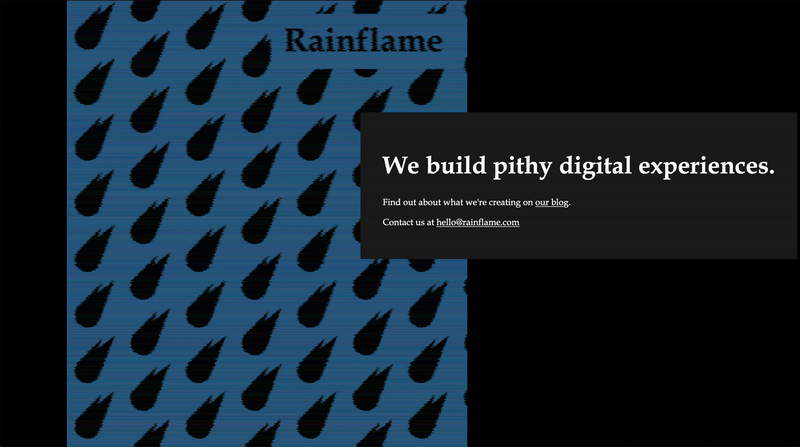 Rainflame
We build pithy digital experiences.
Find out about what we're creating on our blog.
Contact us at hello@rainflame.com